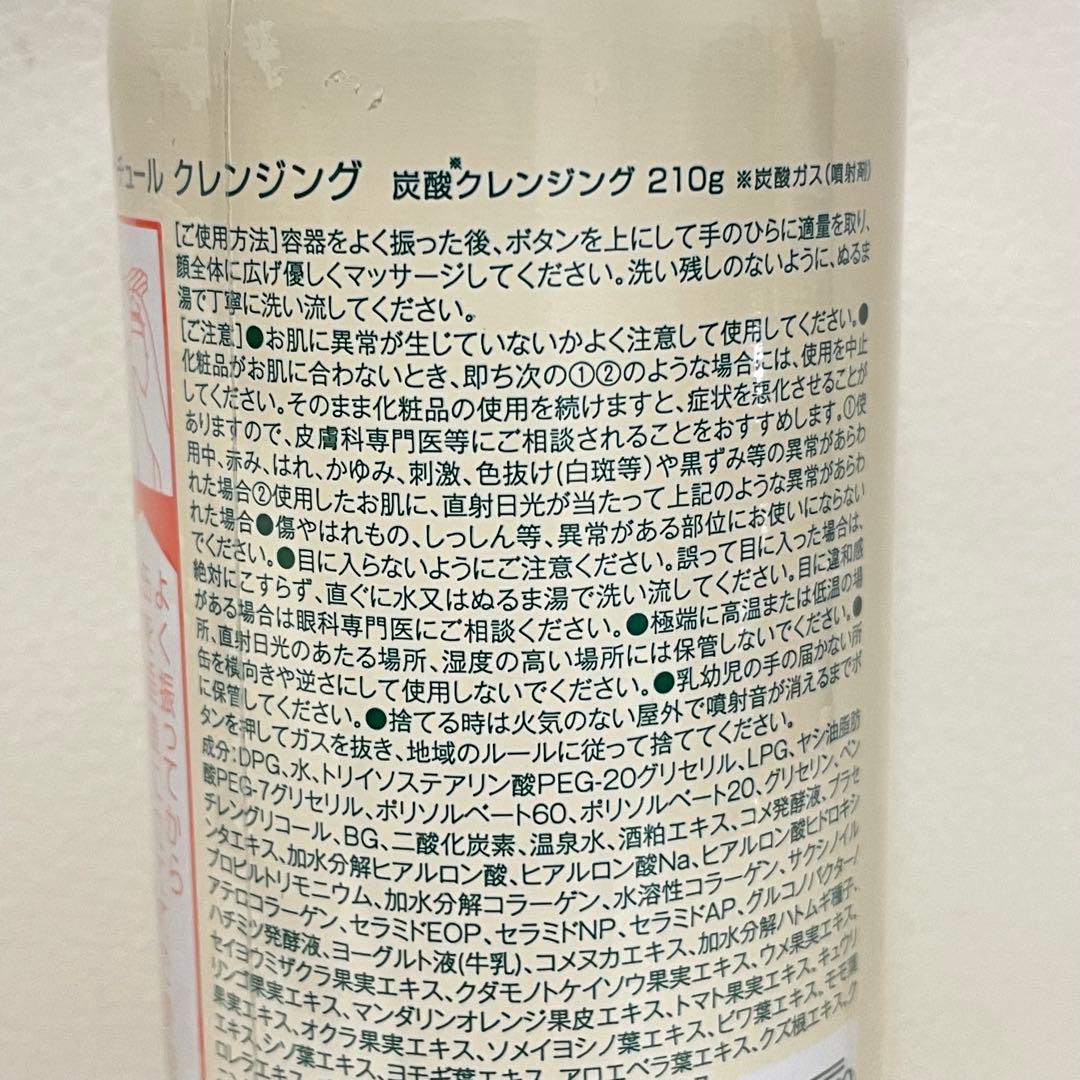 チュール クレンジング 炭酸※クレンジング 210g ※炭酸ガス(噴射剤)
[ご使用方法]容器をよく振った後、ボタンを上にして手のひらに適量を取り、
顔全体に広げ優しくマッサージしてください。洗い残しのないように、ぬるま
湯で丁寧に洗い流してください。
[ご注意]●お肌に異常が生じていないかよく注意して使用してください。●
化粧品がお肌に合わないとき、即ち次の①②のような場合には、使用を中止
してください。そのまま化粧品の使用を続けますと、症状を悪化させることが
ありますので、皮膚科専門医等にご相談されることをおすすめします。①使
用中、赤み、はれ、かゆみ、刺激、色抜け(白斑等)や黒ずみ等の異常があらわ
れた場合②使用したお肌に、直射日光が当たって上記のような異常があらわ
れた場合●傷やはれもの、しっしん等、異常がある部位にお使いにならない
でください。●目に入らないようにご注意ください。誤って目に入った場合は、
絶対にこすらず、直ぐに水又はぬるま湯で洗い流してください。目に違和感
がある場合は眼科専門医にご相談ください。●極端に高温または低温の場
所、直射日光のあたる場所、湿度の高い場所には保管しないでください。●
缶を横向きや逆さにして使用しないでください。●乳幼児の手の届かない所
に保管してください。●捨てる時は火気のない屋外で噴射音が消えるまでボ
タンを押してガスを抜き、地域のルールに従って捨ててください。
成分:DPG、水、トリイソステアリン酸PEG-20グリセリル、LPG、ヤシ油脂肪
酸PEG-7グリセリル、ポリソルベート60、ポリソルベート20、グリセリン、ペン
チレングリコール、BG、二酸化炭素、温泉水、酒粕エキス、コメ発酵液、プラセ
ンタエキス、加水分解ヒアルロン酸、ヒアルロン酸Na、ヒアルロン酸ヒドロキシ
プロピルトリモニウム、加水分解コラーゲン、水溶性コラーゲン、サクシノイル
アテロコラーゲン、セラミドEOP、セラミドNP、セラミドAP、グルコノバクター/
ハチミツ発酵液、ヨーグルト液(牛乳)、コメヌカエキス、加水分解ハトムギ種子、
セイヨウミザクラ果実エキス、クダモノトケイソウ果実エキス、ウメ果実エキス、
リンゴ果実エキス、マンダリンオレンジ果皮エキス、トマト果実エキス、キュウリ
果実エキス、オクラ果実エキス、ソメイヨシノ葉エキス、ビワ葉エキス、モモ葉
エキス、シソ葉エキス、ヨモギ葉エキス、アロエベラ葉エキス、クズ根エキス、ク
ロレラエキス、
よく振ってから